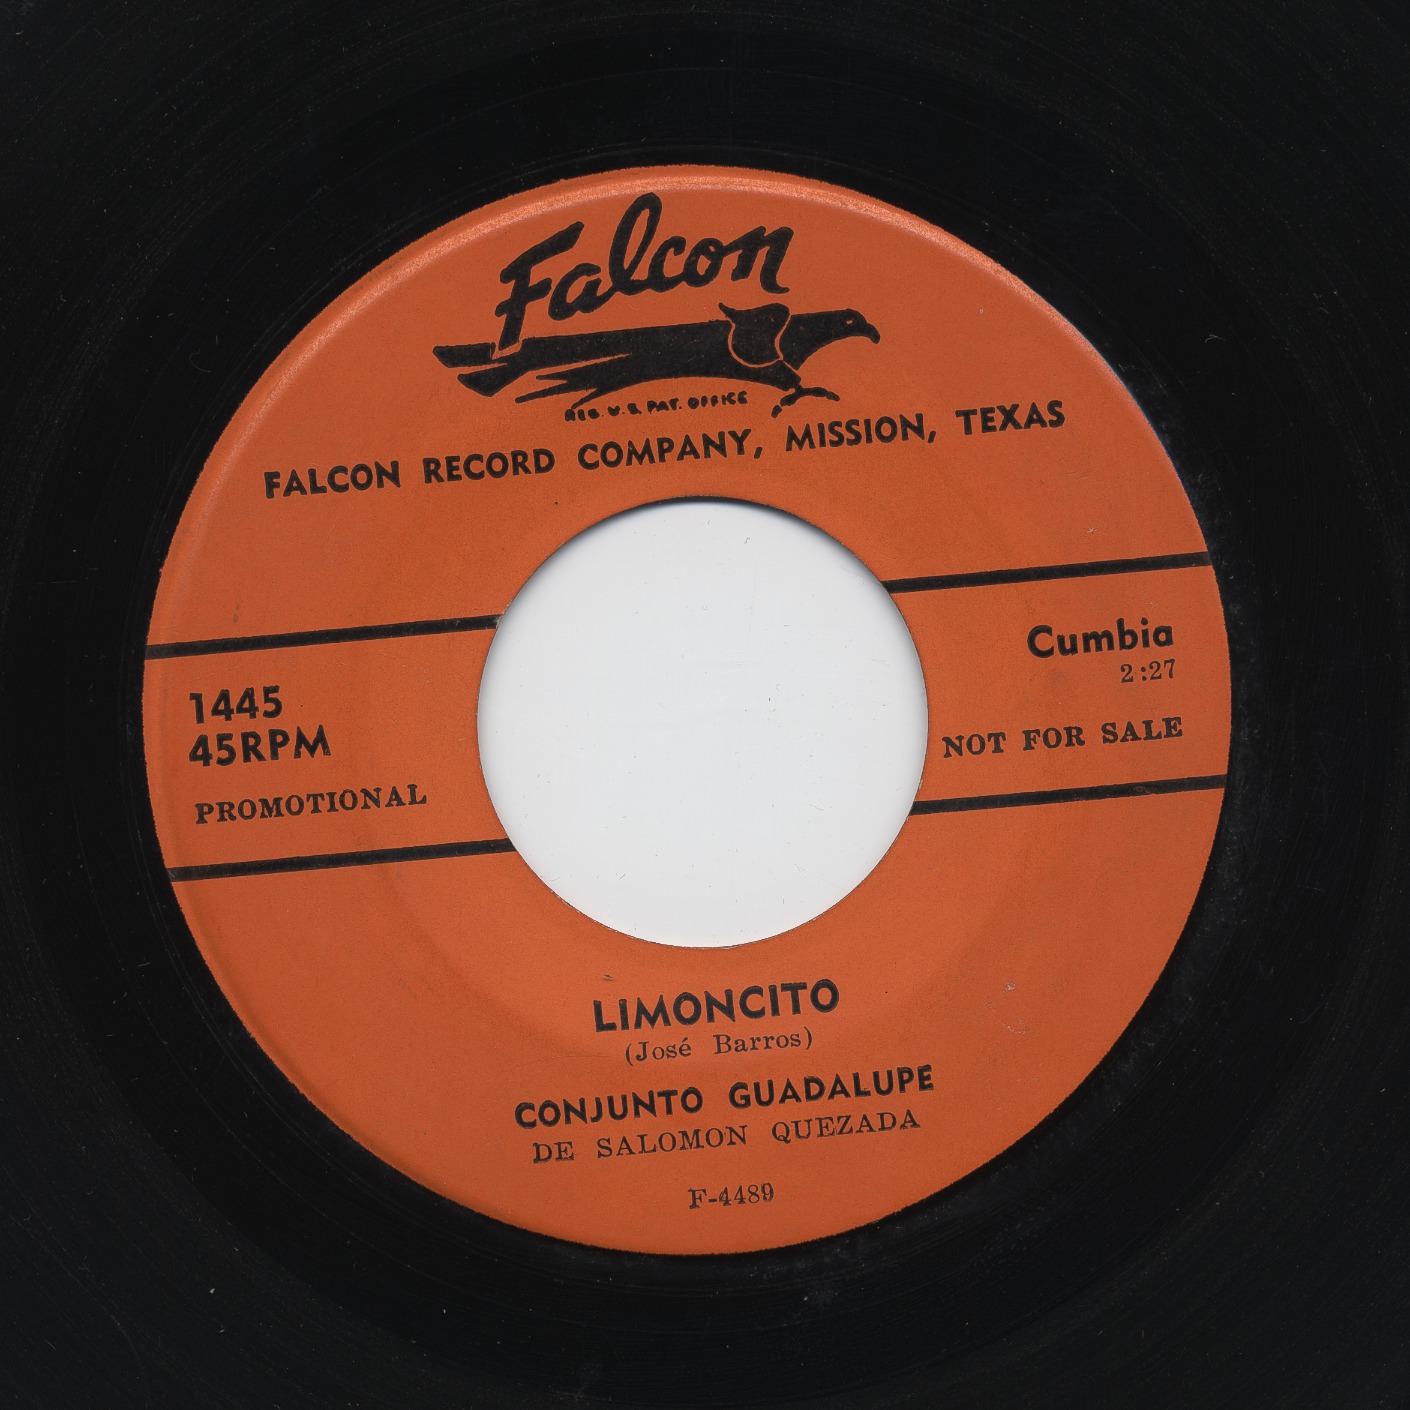 Falcon
REG. U.S. PAT. OFFICE
FALCON RECORD COMPANY, MISSION, TEXAS
Cumbia
2:27
NOT FOR SALE
1445
45RPM
PROMOTIONAL
LIMONCITO
(José Barros)
CONJUNTO GUADALUPE
DE SALOMON QUEZADA
F-4489